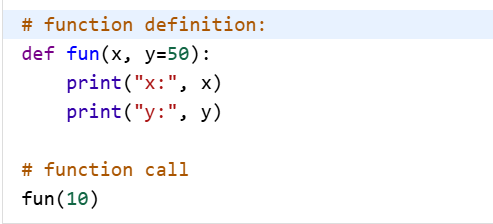 # function definition:
def fun(x, y=50):
    print("x:", x)
    print("y:", y)

# function call
fun(10)